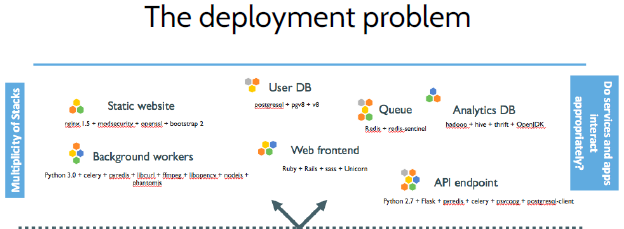 The deployment problem
Multiplicity of Stacks
Static website
nginx 1.5 + modsecurity + openssl + bootstrap 2
User DB
postgresql + pgv8 + v8
Queue
Redis + redis-sentinel
Analytics DB
hadoop + hive + thrift + OpenJDK
Background workers
Python 3.0 + celery + pyredis + libcurl + ffmpeg + libopencv + nodejs +
phantomjs
Web frontend
Ruby + Rails + sass + Unicorn
API endpoint
Python 2.7 + Flask + pyredis + celery + psycopg + postgresql-client
Do services and apps
interact
appropriately?